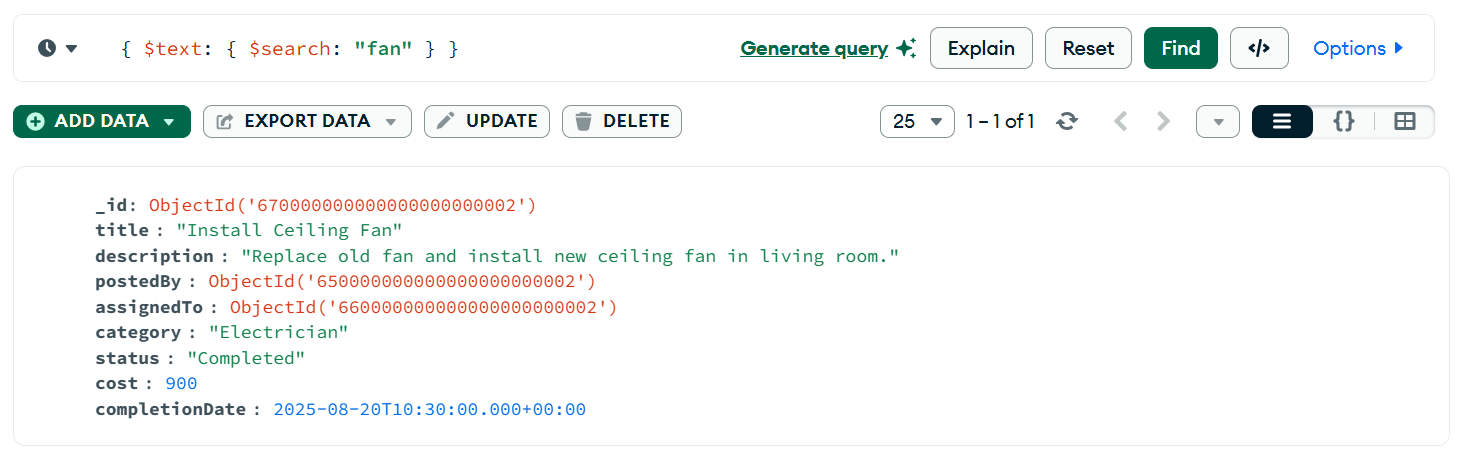 { $text: { $search: "fan" } } Generate query Explain Reset Find </> Options
ADD DATA EXPORT DATA UPDATE DELETE 25 1 – 1 of 1 {}
_id: ObjectId('670000000000000000000002')
title : "Install Ceiling Fan"
description : "Replace old fan and install new ceiling fan in living room."
postedBy : ObjectId('650000000000000000000002')
assignedTo : ObjectId('660000000000000000000002')
category : "Electrician"
status : "Completed"
cost : 900
completionDate : 2025-08-20T10:30:00.000+00:00